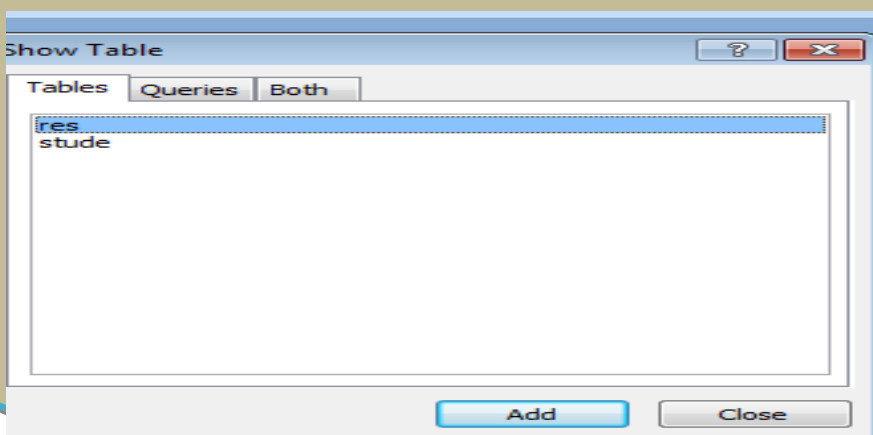 Show Table
?
Tables Queries Both
res
stude
Add Close